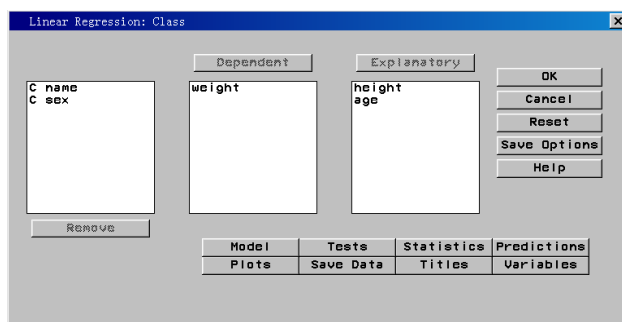 Linear Regression: Class
Dependent
Explanatory
C name
C sex
weight
height
age
OK
Cancel
Reset
Save Options
Help
Remove
Model Tests Statistics Predictions
Plots Save Data Titles Variables